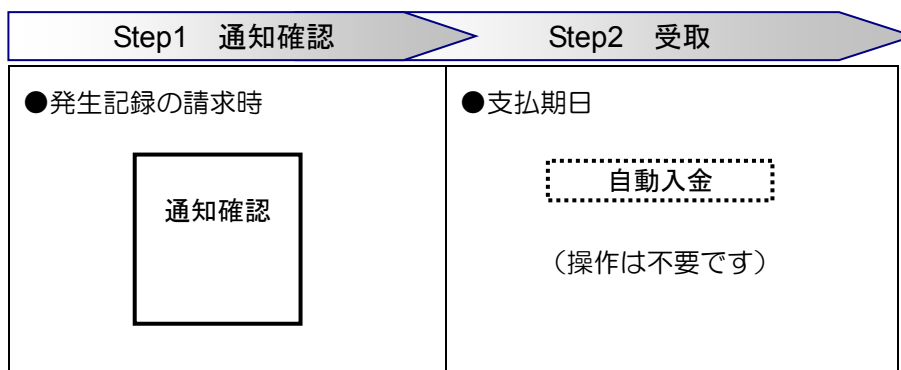 Step1 通知確認
Step2 受取
●発生記録の請求時
通知確認
●支払期日
自動入金
（操作は不要です）